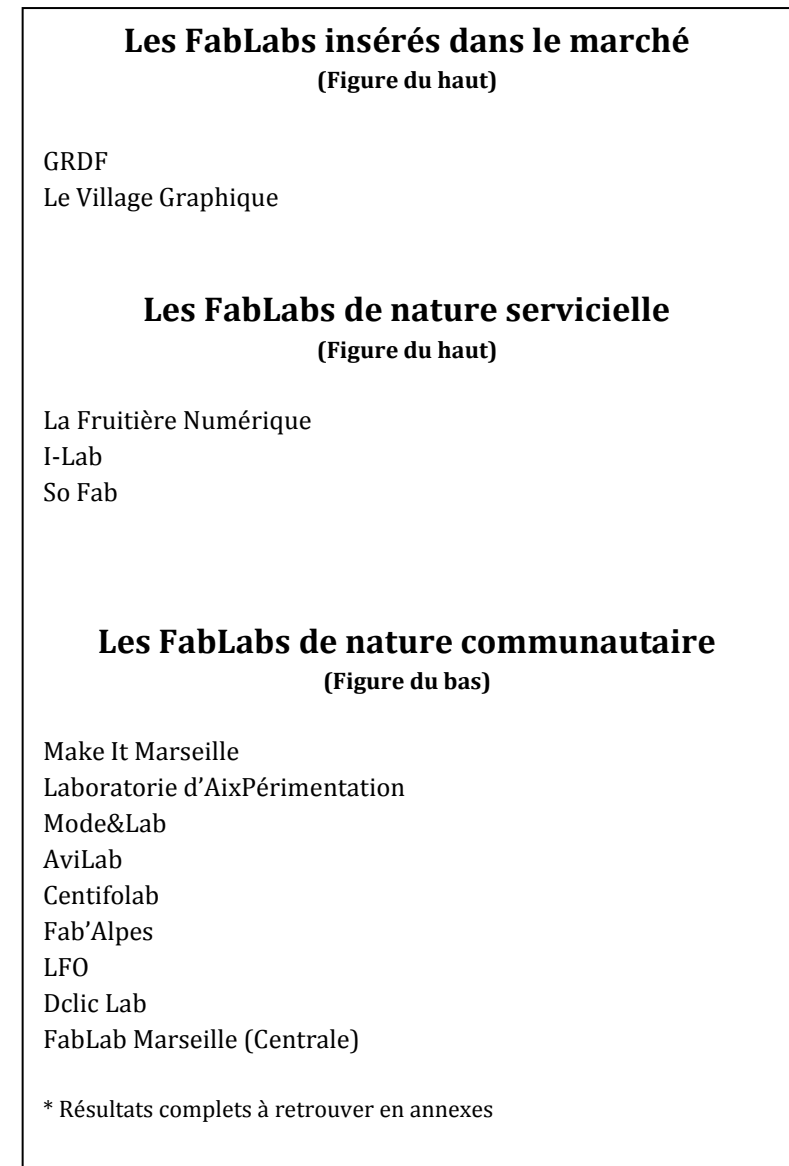 Les FabLabs insérés dans le marché
(Figure du haut)
GRDF
Le Village Graphique
Les FabLabs de nature servicielle
(Figure du haut)
La Fruitière Numérique
I-Lab
So Fab
Les FabLabs de nature communautaire
(Figure du bas)
Make It Marseille
Laboratorie d’AixPérimentation
Mode&Lab
AviLab
Centifolab
Fab’Alpes
LFO
Dclic Lab
FabLab Marseille (Centrale)
* Résultats complets à retrouver en annexes